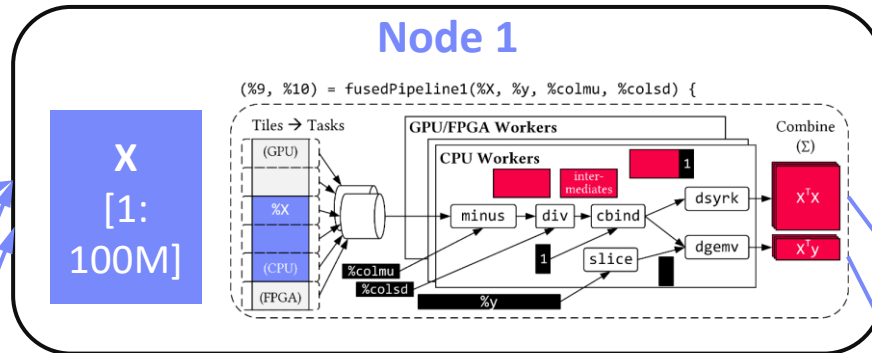 Node 1
(%9, %10) = fusedPipeline1(%X, %y, %colmu, %colsd) {
X
[1:
100M]
Tiles → Tasks
(GPU)
%X
(CPU)
(FPGA)
GPU/FPGA Workers
CPU Workers
inter-
mediates
1
minus
div
cbind
dsyrk
dgemv
slice
1
%colmu
%colsd
%y
Combine
(Σ)
XᵀX
Xᵀy